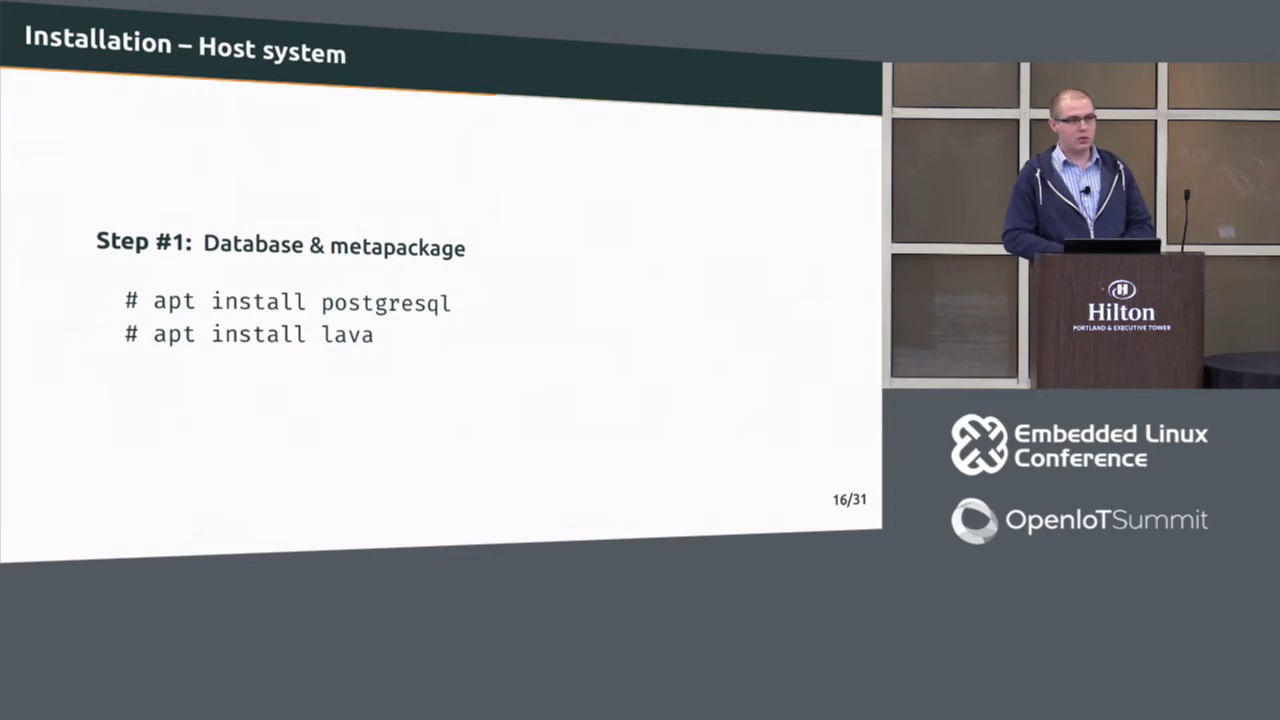 Installation – Host system
Step #1: Database & metapackage
# apt install postgresql
# apt install lava
16/31
Hilton
PORTLAND & EXECUTIVE TOWER
Embedded Linux
Conference
OpenIoTSummit